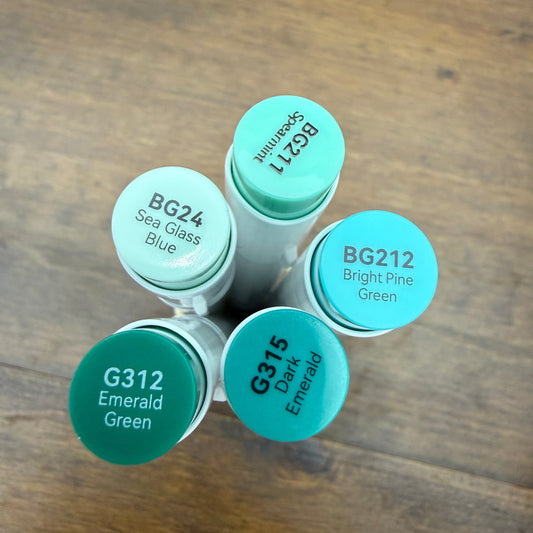 BG211
Spearmint
BG24
Sea Glass
Blue
BG212
Bright Pine
Green
G312
Emerald
Green
G315
Dark
Emerald